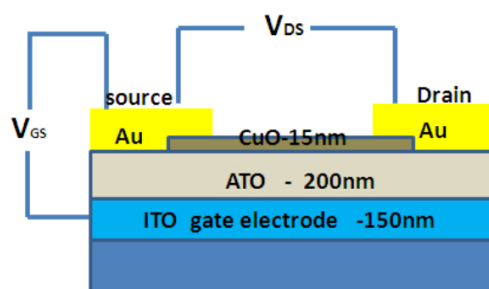 VDS
source
Drain
VGS
Au
CuO-15nm
Au
ATO - 200nm
ITO gate electrode -150nm